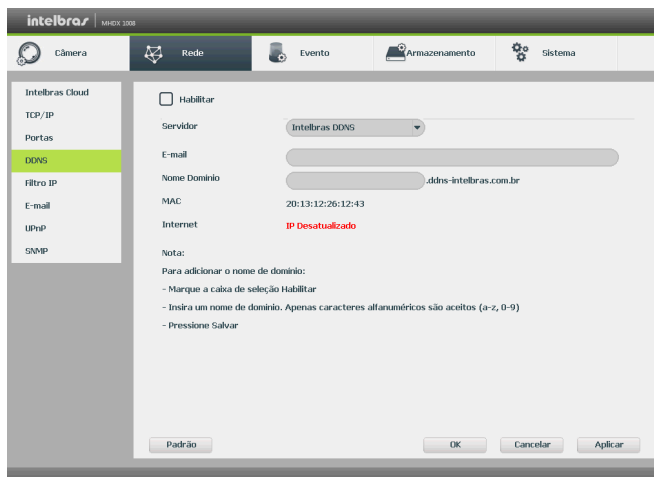 intelbras MHDX 1008
Câmera Rede Evento Armazenamento Sistema
Intelbras Cloud
TCP/IP
Portas
DDNS
Filtro IP
E-mail
UPnP
SNMP
Habilitar
Servidor Intelbras DDNS
E-mail
Nome Dominio .ddns-intelbras.com.br
MAC 20:13:12:26:12:43
Internet IP Desatualizado
Nota:
Para adicionar o nome de domínio:
- Marque a caixa de seleção Habilitar
- Insira um nome de domínio. Apenas caracteres alfanuméricos são aceitos (a-z, 0-9)
- Pressione Salvar
Padrão OK Cancelar Aplicar